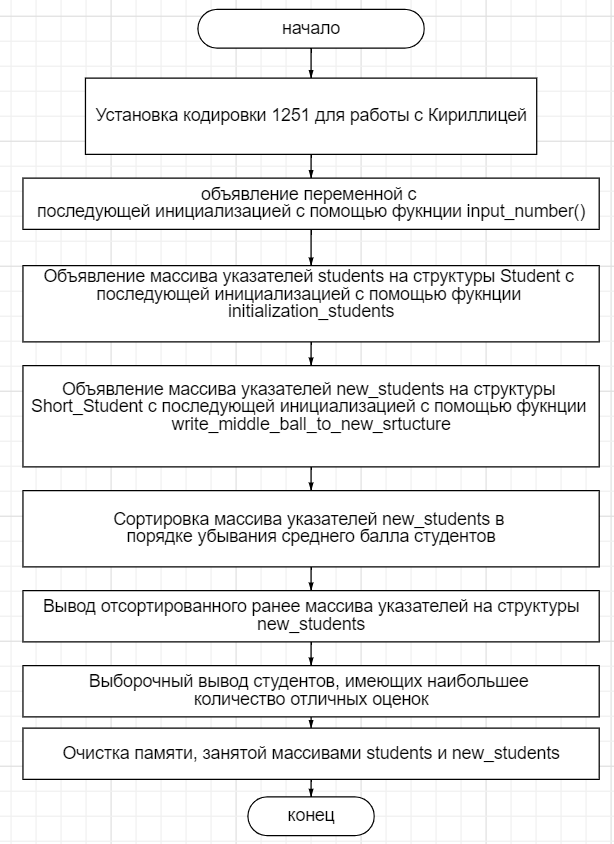 начало
Установка кодировки 1251 для работы с Кириллицей
объявление переменной с
последующей инициализацией с помощью фукнции input_number()
Объявление массива указателей students на структуры Student с
последующей инициализацией с помощью фукнции
initialization_students
Объявление массива указателей new_students на структуры
Short_Student с последующей инициализацией с помощью фукнции
write_middle_ball_to_new_srtucture
Сортировка массива указателей new_students в
порядке убывания среднего балла студентов
Вывод отсортированного ранее массива указателей на структуры
new_students
Выборочный вывод студентов, имеющих наибольшее
количество отличных оценок
Очистка памяти, занятой массивами students и new_students
конец